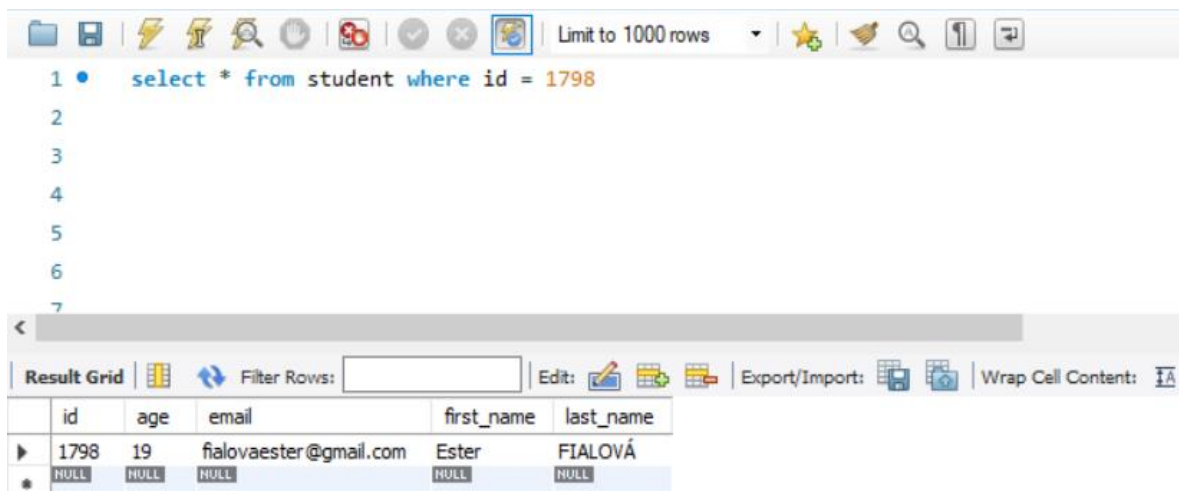 Limit to 1000 rows
1 select * from student where id = 1798
2
3
4
5
6
7
Result Grid Filter Rows: Edit: Export/Import: Wrap Cell Content: IA
id age email first_name last_name
1798 19 fialovaester@gmail.com Ester FIALOVÁ
NULL NULL NULL NULL NULL